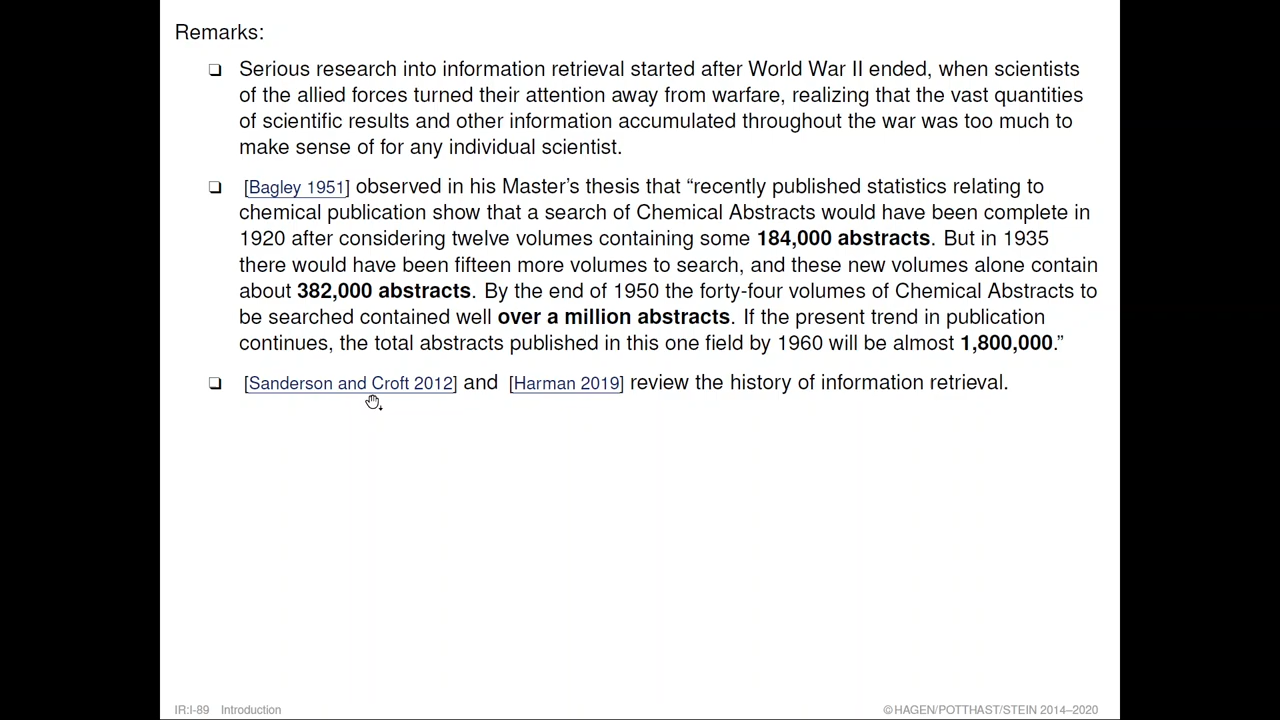 Remarks:
❏ Serious research into information retrieval started after World War II ended, when scientists
of the allied forces turned their attention away from warfare, realizing that the vast quantities
of scientific results and other information accumulated throughout the war was too much to
make sense of for any individual scientist.
❏ [Bagley 1951] observed in his Master’s thesis that “recently published statistics relating to
chemical publication show that a search of Chemical Abstracts would have been complete in
1920 after considering twelve volumes containing some 184,000 abstracts. But in 1935
there would have been fifteen more volumes to search, and these new volumes alone contain
about 382,000 abstracts. By the end of 1950 the forty-four volumes of Chemical Abstracts to
be searched contained well over a million abstracts. If the present trend in publication
continues, the total abstracts published in this one field by 1960 will be almost 1,800,000.”
❏ [Sanderson and Croft 2012] and [Harman 2019] review the history of information retrieval.
IR:I-89 Introduction
©HAGEN/POTTHAST/STEIN 2014–2020